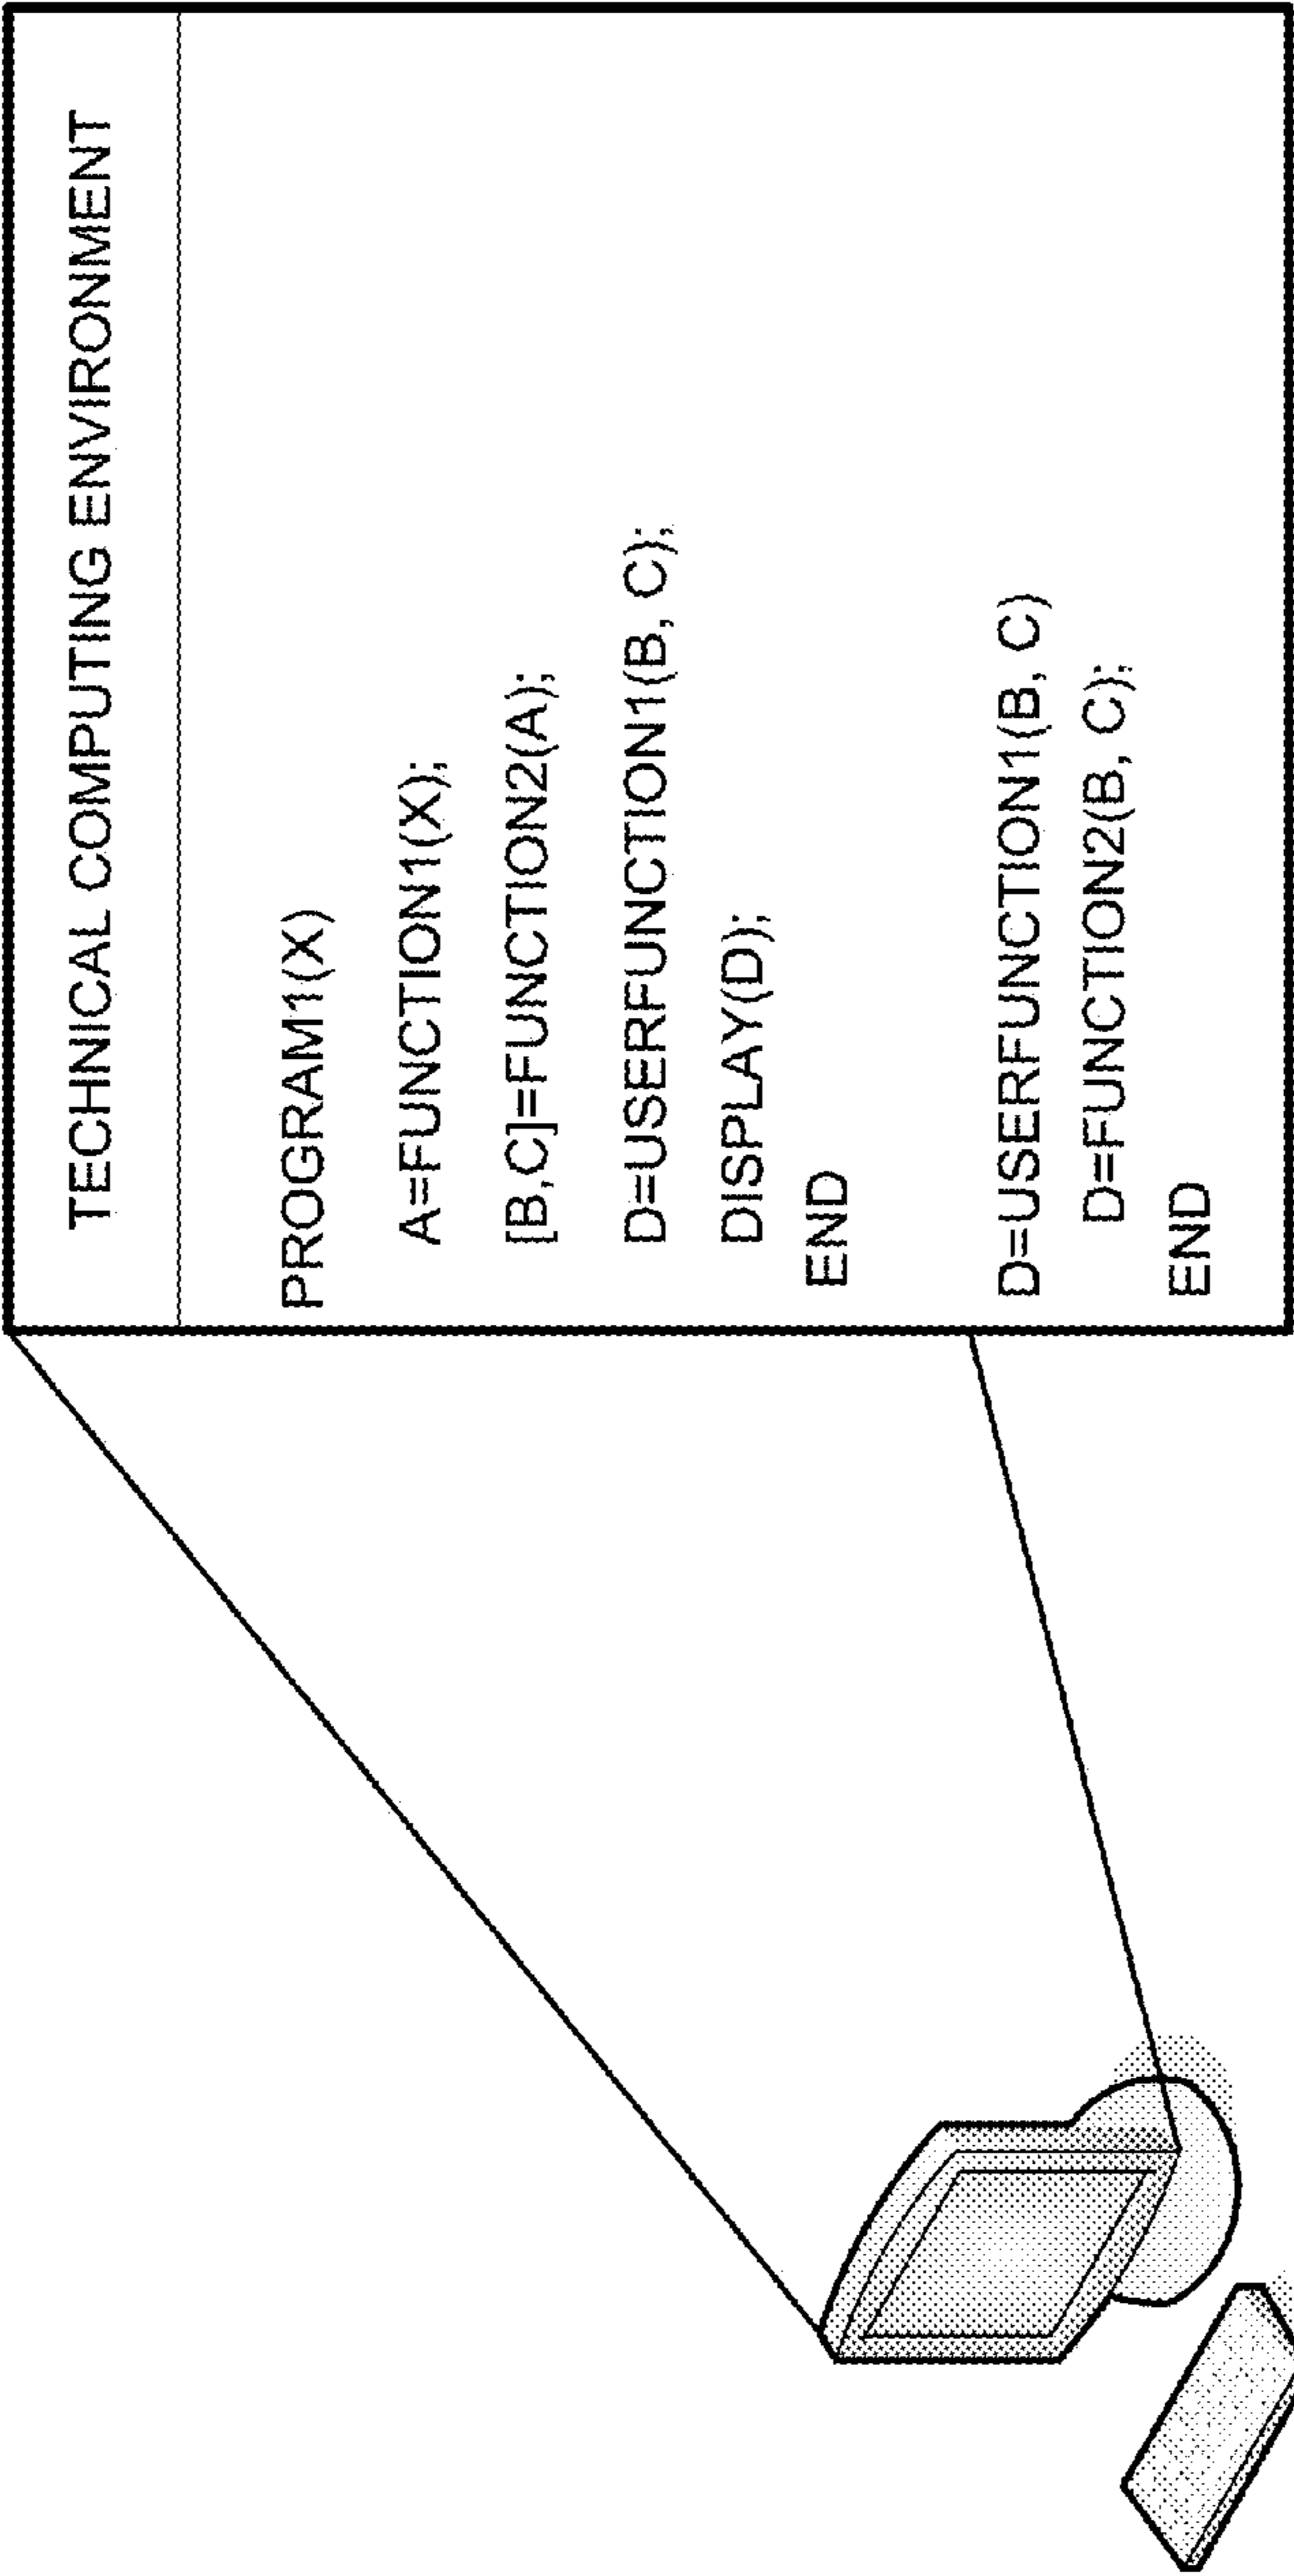 TECHNICAL COMPUTING ENVIRONMENT
PROGRAM1(X)
A=FUNCTION1(X);
[B,C]=FUNCTION2(A);
D=USERFUNCTION1(B, C);
DISPLAY(D);
END
D=USERFUNCTION1(B, C)
D=FUNCTION2(B, C);
END